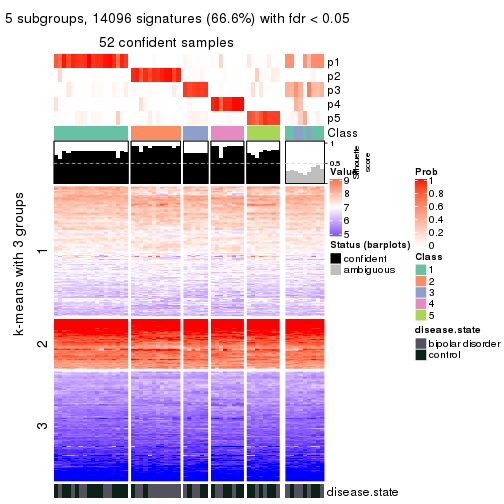 5 subgroups, 14096 signatures (66.6%) with fdr < 0.05
52 confident samples
p1
p2
p3
p4
p5
Class
1
0.5
Silhouette
score
k-means with 3 groups
1
2
3
disease.state
Value
9
8
7
6
5
Status (barplots)
confident
ambiguous
Prob
1
0.8
0.6
0.4
0.2
0
Class
1
2
3
4
5
disease.state
bipolar disorder
control